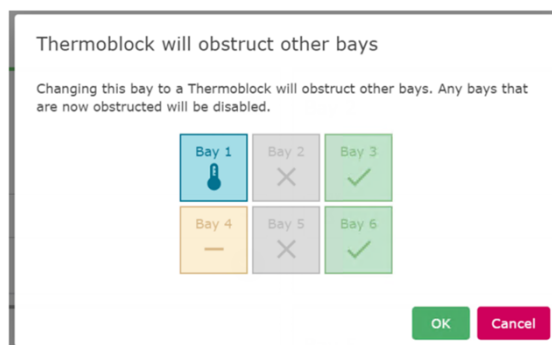 Thermoblock will obstruct other bays
Changing this bay to a Thermoblock will obstruct other bays. Any bays that
are now obstructed will be disabled.
Bay 1 Bay 2 Bay 3
Bay 4 Bay 5 Bay 6
OK Cancel